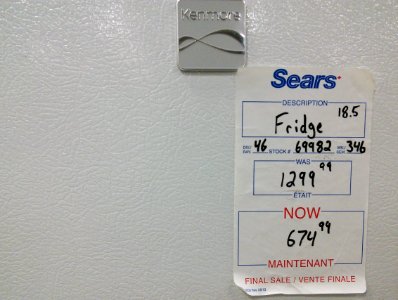 Kenmore
Sears
DESCRIPTION
Fridge 18.5
46 STOCK # 69982 346
WAS
1299 99
ÉTAIT
NOW
674 99
MAINTENANT
FINAL SALE / VENTE FINALE